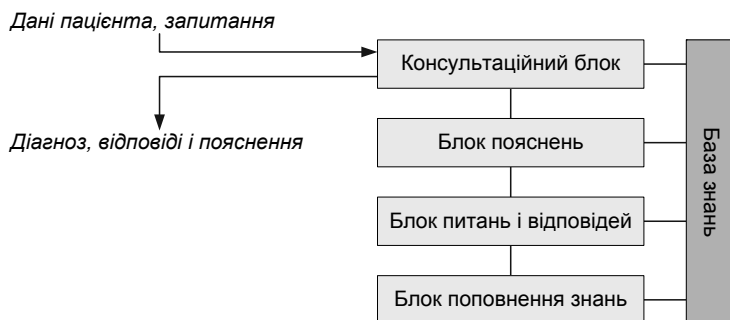 Дані пацієнта, запитання
Консультаційний блок
Діагноз, відповіді і пояснення
Блок пояснень
Блок питань і відповідей
Блок поповнення знань
База знань